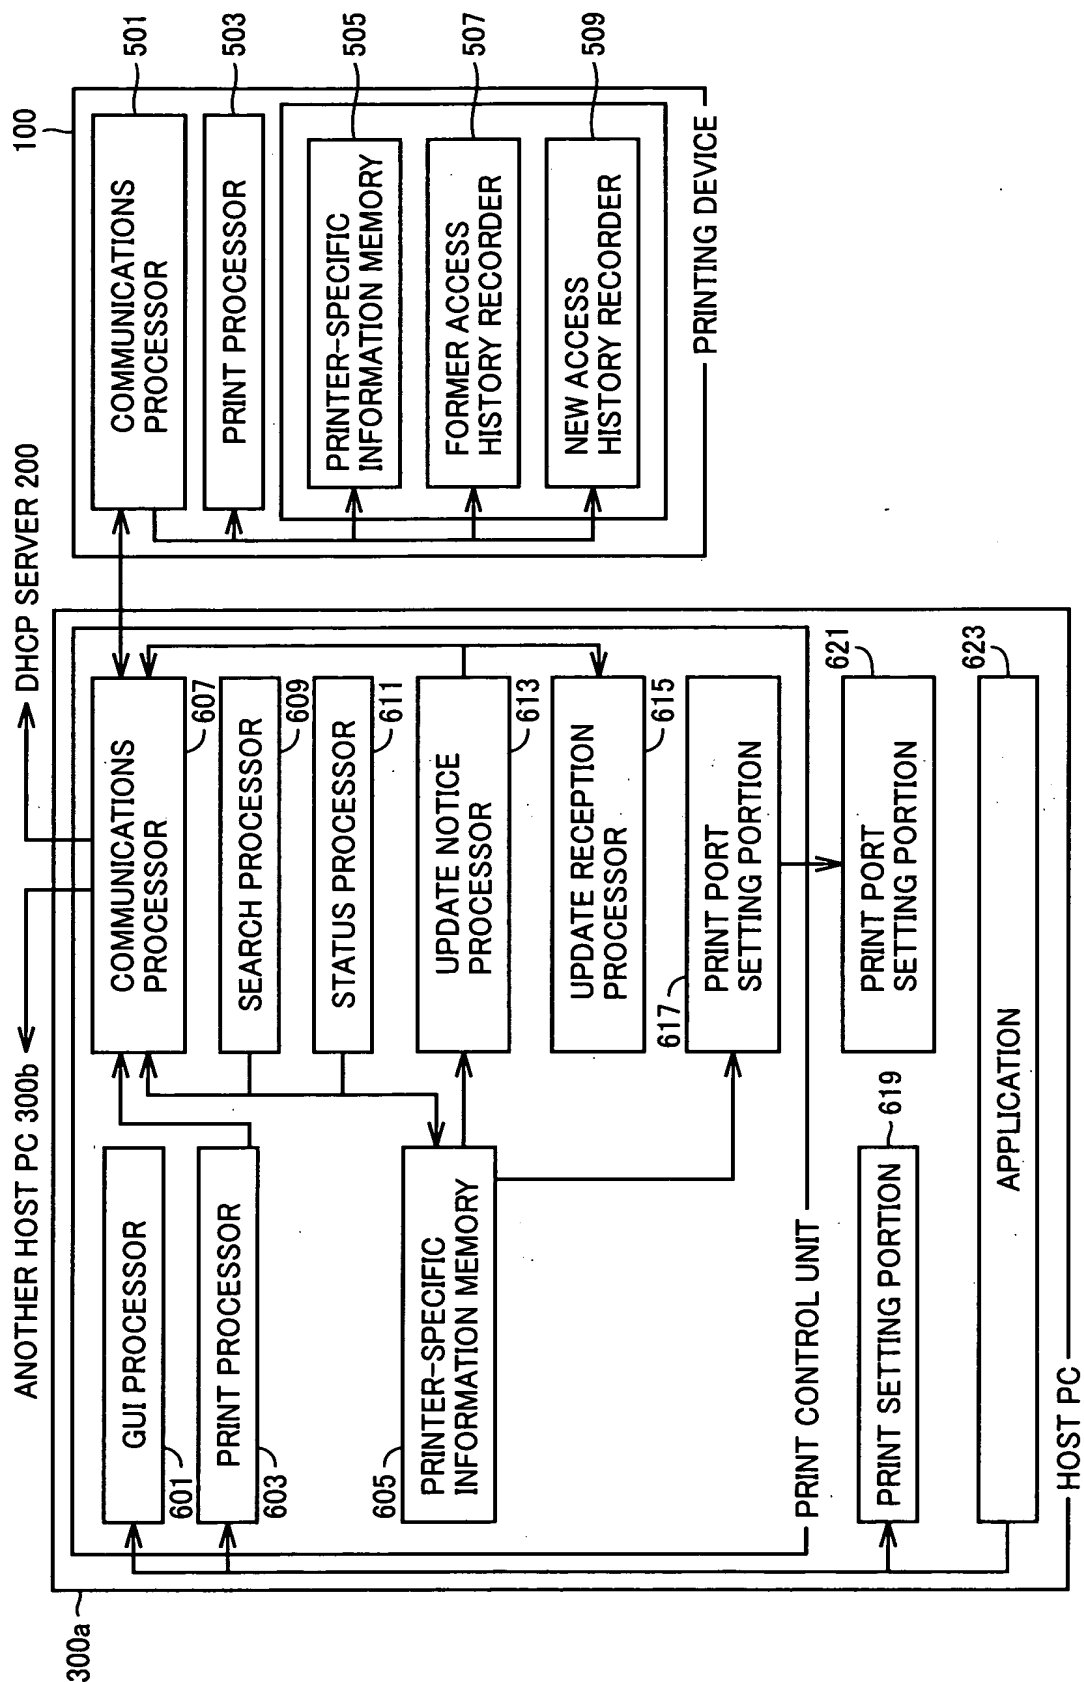 ANOTHER HOST PC 300b
DHCP SERVER 200
300a
GUI PROCESSOR
601
PRINT PROCESSOR
603
605
PRINTER-SPECIFIC
INFORMATION MEMORY
COMMUNICATIONS
PROCESSOR
607
SEARCH PROCESSOR
609
STATUS PROCESSOR
611
UPDATE NOTICE
PROCESSOR
613
UPDATE RECEPTION
PROCESSOR
615
617
PRINT PORT
SETTING PORTION
PRINT CONTROL UNIT
PRINT SETTING PORTION
619
PRINT PORT
SETTING PORTION
621
APPLICATION
623
HOST PC
100
COMMUNICATIONS
PROCESSOR
501
PRINT PROCESSOR
503
PRINTER-SPECIFIC
INFORMATION MEMORY
505
FORMER ACCESS
HISTORY RECORDER
507
NEW ACCESS
HISTORY RECORDER
509
PRINTING DEVICE